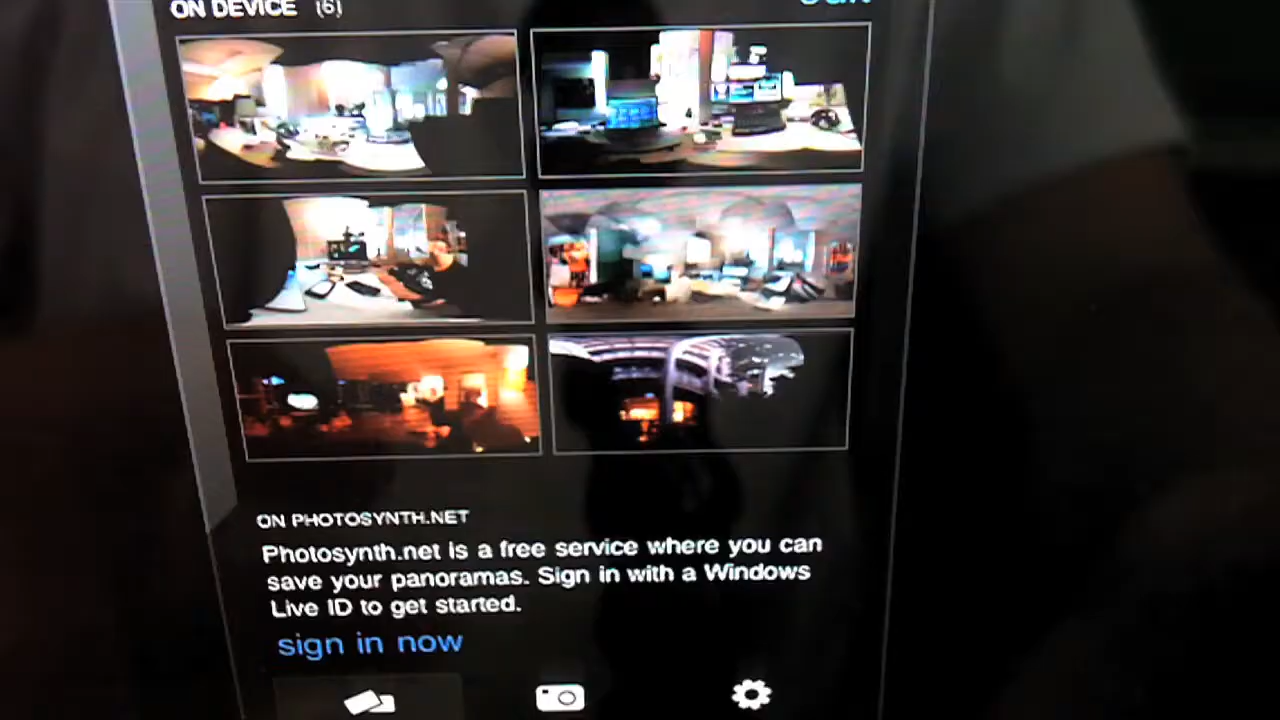 ON DEVICE (6)
ON PHOTOSYNTH.NET
Photosynth.net is a free service where you can
save your panoramas. Sign in with a Windows
Live ID to get started.
sign in now